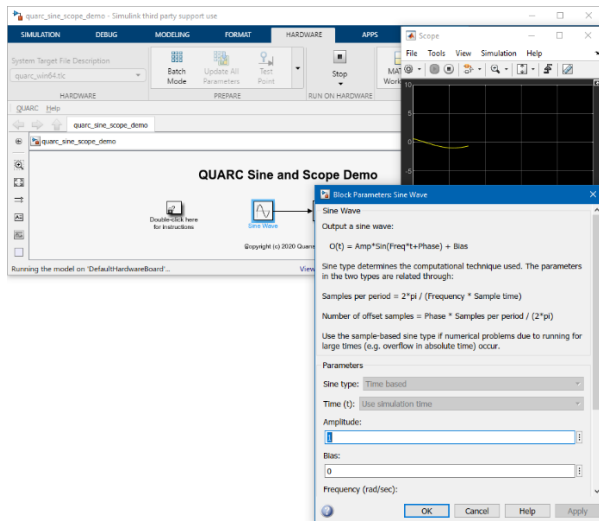 quarc_sine_scope_demo - Simulink third party support use
SIMULATION DEBUG MODELING FORMAT HARDWARE APPS
System Target File Description
quarc_win64.tlc
Batch Mode
Update All Parameters
Test Point
Stop
HARDWARE PREPARE RUN ON HARDWARE
QUARC Help
quarc_sine_scope_demo
quarc_sine_scope_demo
QUARC Sine and Scope Demo
?
Double-click here
for instructions
Sine Wave
Copyright (c) 2020
Running the model on 'DefaultHardwareBoard'...
Scope
File Tools View Simulation Help
10
5
0
-5
Block Parameters: Sine Wave
Sine Wave
Output a sine wave:
O(t) = Amp*Sin(Freq*t+Phase) + Bias
Sine type determines the computational technique used. The parameters
in the two types are related through:
Samples per period = 2*pi / (Frequency * Sample time)
Number of offset samples = Phase * Samples per period / (2*pi)
Use the sample-based sine type if numerical problems due to running for
large times (e.g. overflow in absolute time) occur.
Parameters
Sine type: Time based
Time (t): Use simulation time
Amplitude:
1
Bias:
0
Frequency (rad/sec):
OK Cancel Help Apply